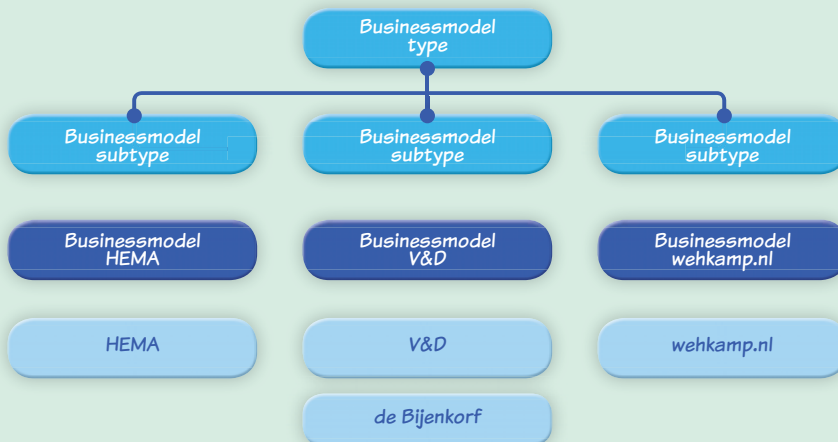 Businessmodel
type
Businessmodel
subtype
Businessmodel
subtype
Businessmodel
subtype
Businessmodel
HEMA
Businessmodel
V&D
Businessmodel
wehkamp.nl
HEMA
V&D
wehkamp.nl
de Bijenkorf